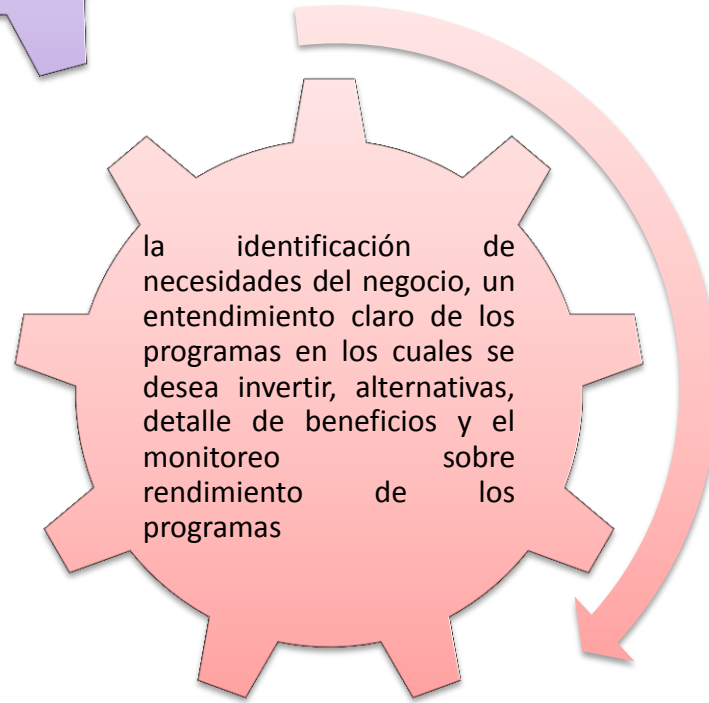 la identificación de
necesidades del negocio, un
entendimiento claro de los
programas en los cuales se
desea invertir, alternativas,
detalle de beneficios y el
monitoreo sobre
rendimiento de los
programas